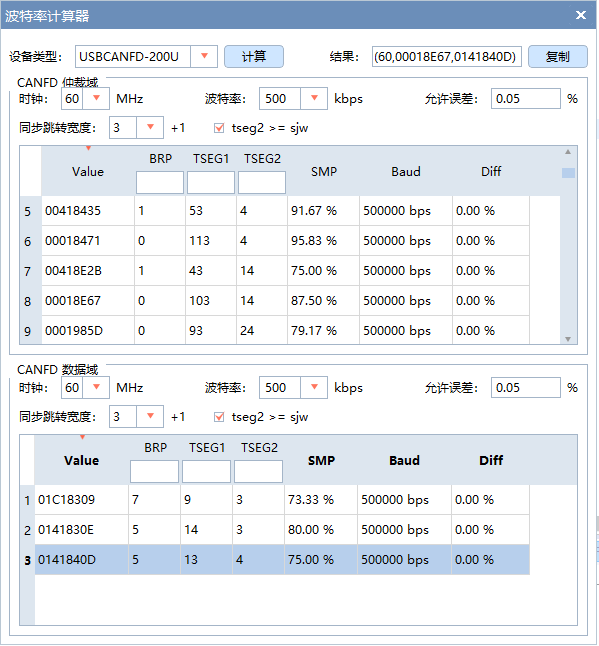 波特率计算器
设备类型： USBCANFD-200U 计算 结果： (60,00018E67,0141840D) 复制
CANFD 仲裁域
时钟： 60 MHz 波特率： 500 kbps 允许误差： 0.05 %
同步跳转宽度： 3 +1 tseg2 >= sjw
Value BRP TSEG1 TSEG2 SMP Baud Diff
5 00418435 1 53 4 91.67 % 500000 bps 0.00 %
6 00018471 0 113 4 95.83 % 500000 bps 0.00 %
7 00418E2B 1 43 14 75.00 % 500000 bps 0.00 %
8 00018E67 0 103 14 87.50 % 500000 bps 0.00 %
9 0001985D 0 93 24 79.17 % 500000 bps 0.00 %
CANFD 数据域
时钟： 60 MHz 波特率： 500 kbps 允许误差： 0.05 %
同步跳转宽度： 3 +1 tseg2 >= sjw
Value BRP TSEG1 TSEG2 SMP Baud Diff
1 01C18309 7 9 3 73.33 % 500000 bps 0.00 %
2 0141830E 5 14 3 80.00 % 500000 bps 0.00 %
3 0141840D 5 13 4 75.00 % 500000 bps 0.00 %